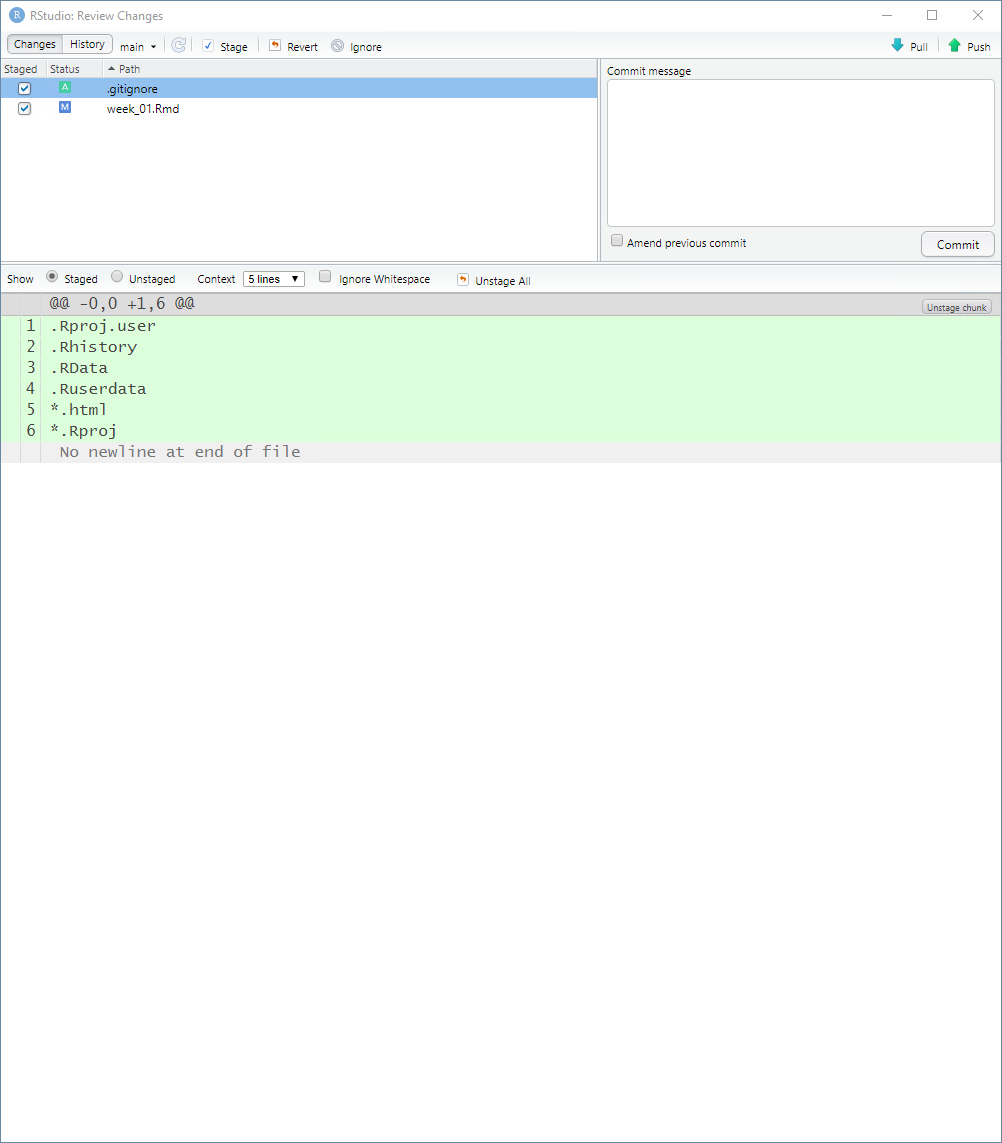 R RStudio: Review Changes
Changes History main Stage Revert Ignore Pull Push
Staged Status Path
A .gitignore
M week_01.Rmd
Commit message
Amend previous commit Commit
Show Staged Unstaged Context 5 lines Ignore Whitespace Unstage All
@@ -0,0 +1,6 @@ Unstage chunk
1 .Rproj.user
2 .Rhistory
3 .RData
4 .Ruserdata
5 *.html
6 *.Rproj
No newline at end of file